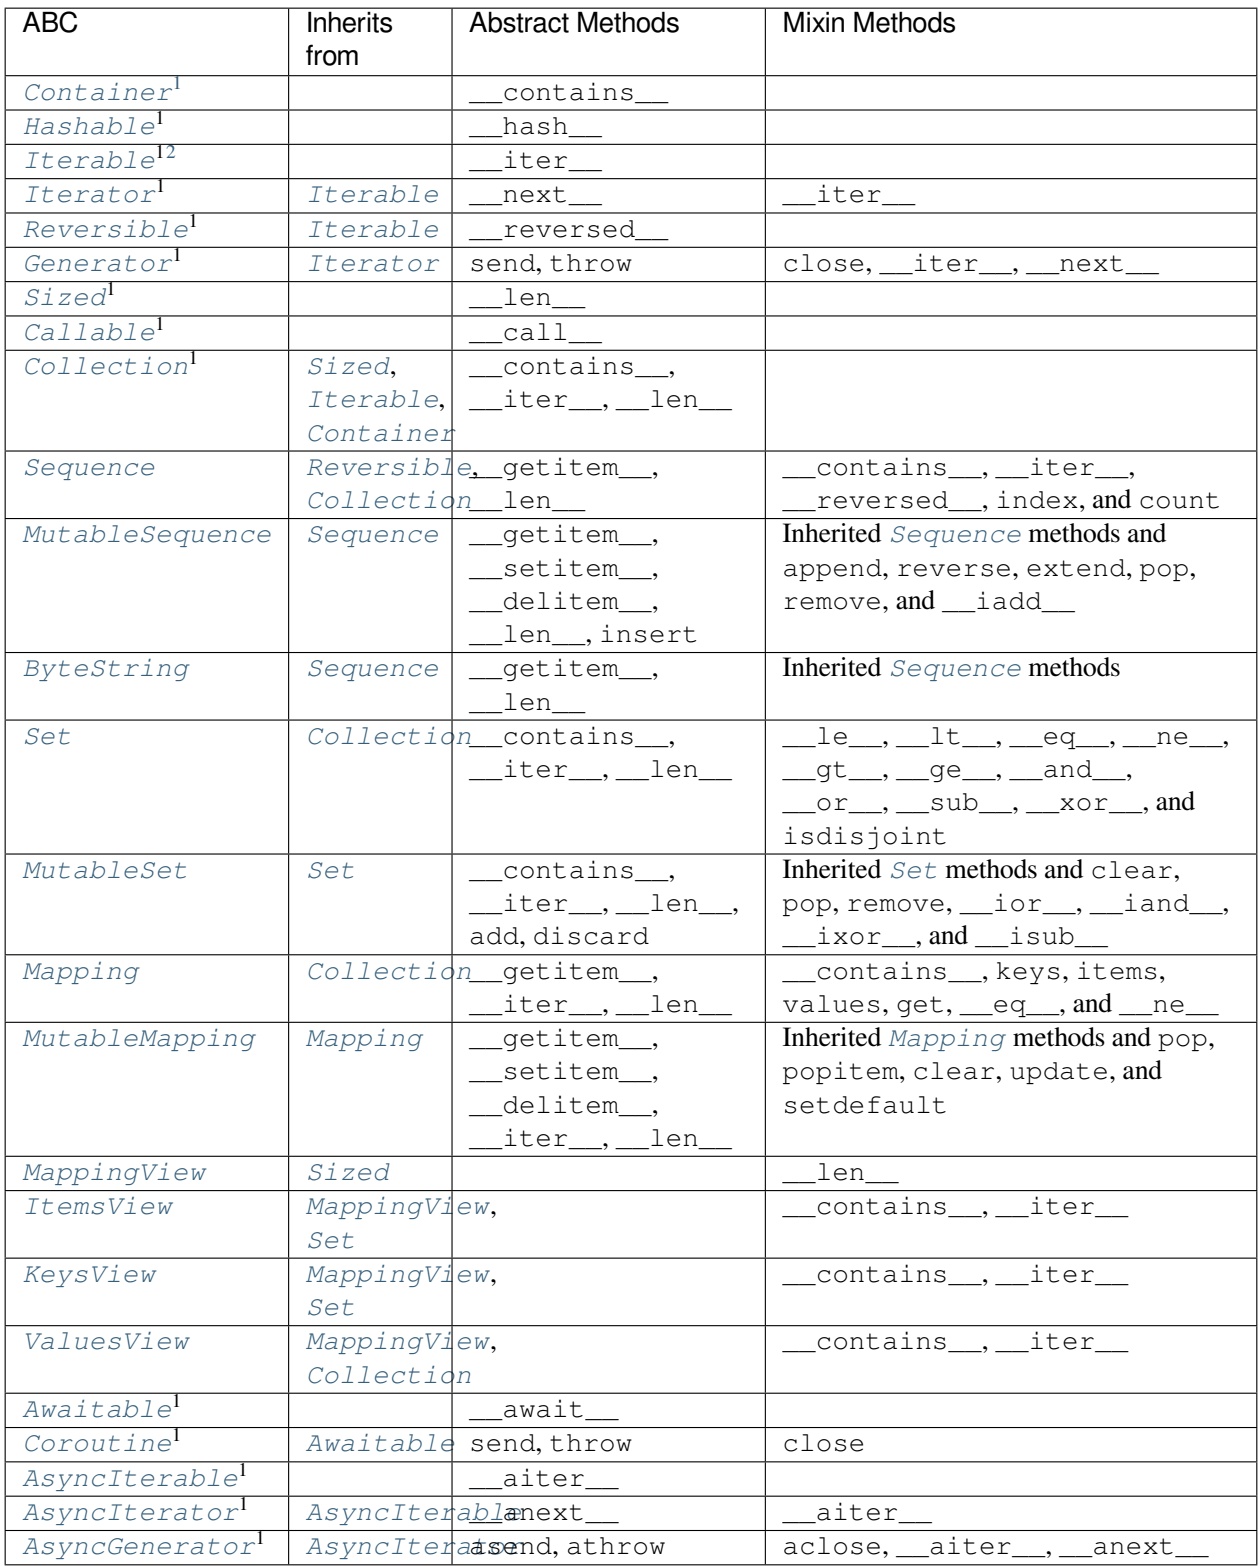 ABC Inherits from Abstract Methods Mixin Methods
Container1 __contains__
Hashable1 __hash__
Iterable12 __iter__
Iterator1 Iterable __next__ __iter__
Reversible1 Iterable __reversed__
Generator1 Iterator send, throw close, __iter__, __next__
Sized1 __len__
Callable1 __call__
Collection1 Sized, __contains__,
Iterable, __iter__, __len__
Container
Sequence Reversible, __getitem__, __contains__, __iter__,
Collection __len__ __reversed__, index, and count
MutableSequence Sequence __getitem__, Inherited Sequence methods and
__setitem__, append, reverse, extend, pop,
__delitem__, remove, and __iadd__
__len__, insert
ByteString Sequence __getitem__, Inherited Sequence methods
__len__
Set Collection __contains__, __le__, __lt__, __eq__, __ne__,
__iter__, __len__ __gt__, __ge__, __and__,
__or__, __sub__, __xor__, and
isdisjoint
MutableSet Set __contains__, Inherited Set methods and clear,
__iter__, __len__, pop, remove, __ior__, __iand__,
add, discard __ixor__, and __isub__
Mapping Collection __getitem__, __contains__, keys, items,
__iter__, __len__ values, get, __eq__, and __ne__
MutableMapping Mapping __getitem__, Inherited Mapping methods and pop,
__setitem__, popitem, clear, update, and
__delitem__, setdefault
__iter__, __len__
MappingView Sized __len__
ItemsView MappingView, __contains__, __iter__
Set
KeysView MappingView, __contains__, __iter__
Set
ValuesView MappingView, __contains__, __iter__
Collection
Awaitable1 __await__
Coroutine1 Awaitable send, throw close
AsyncIterable1 __aiter__
AsyncIterator1 AsyncIterable __anext__ __aiter__
AsyncGenerator1 AsyncIterator asend, athrow aclose, __aiter__, __anext__